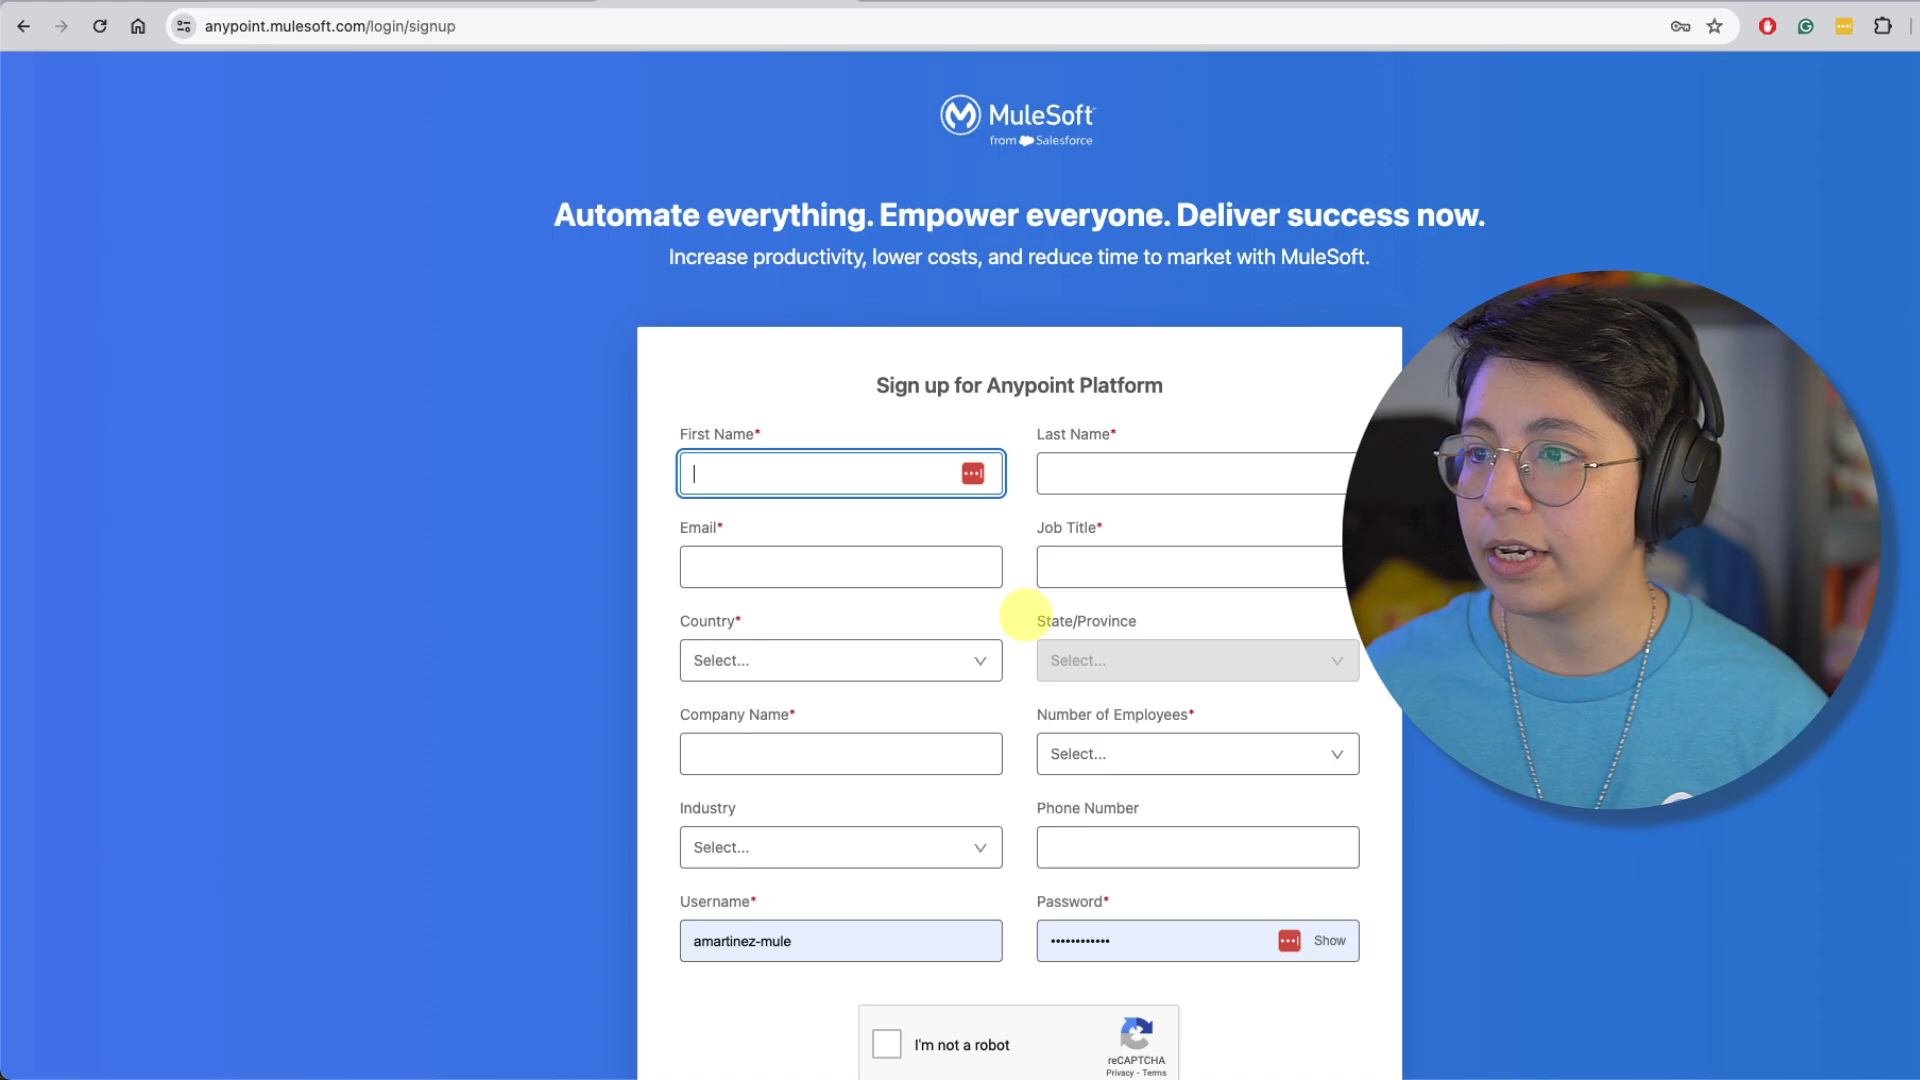 anypoint.mulesoft.com/login/signup
MuleSoft
from Salesforce
Automate everything. Empower everyone. Deliver success now.
Increase productivity, lower costs, and reduce time to market with MuleSoft.
Sign up for Anypoint Platform
First Name* Last Name*
Email* Job Title*
Country* State/Province
Select... Select...
Company Name* Number of Employees*
Select...
Industry Phone Number
Select...
Username* Password*
amartinez-mule •••••••••••• Show
I'm not a robot
reCAPTCHA
Privacy - Terms